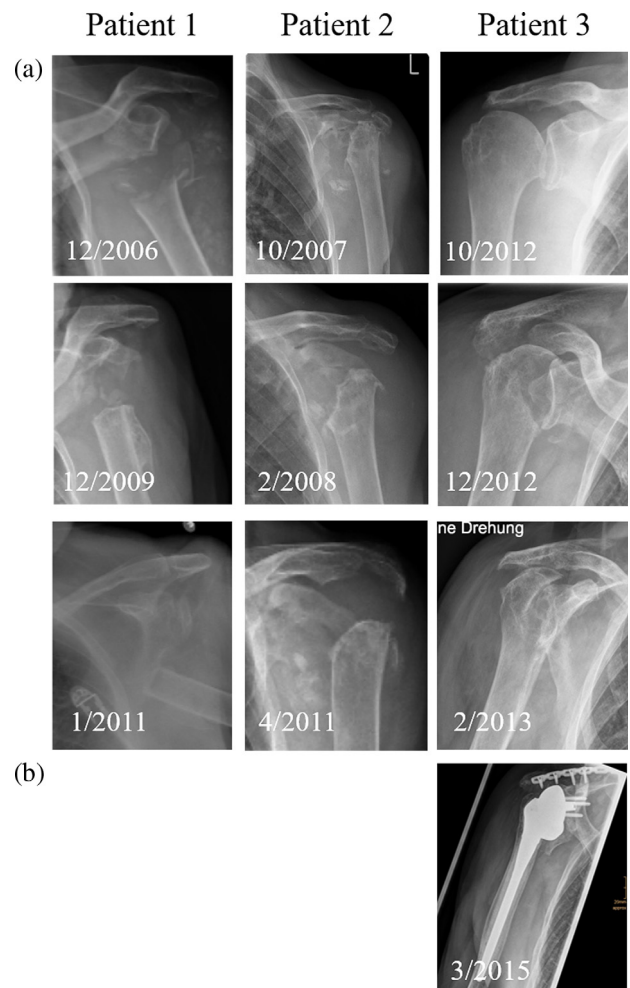 Patient 1 Patient 2 Patient 3
(a)
L
12/2006 10/2007 10/2012
12/2009 2/2008 12/2012
ne Drehung
1/2011 4/2011 2/2013
(b)
3/2015